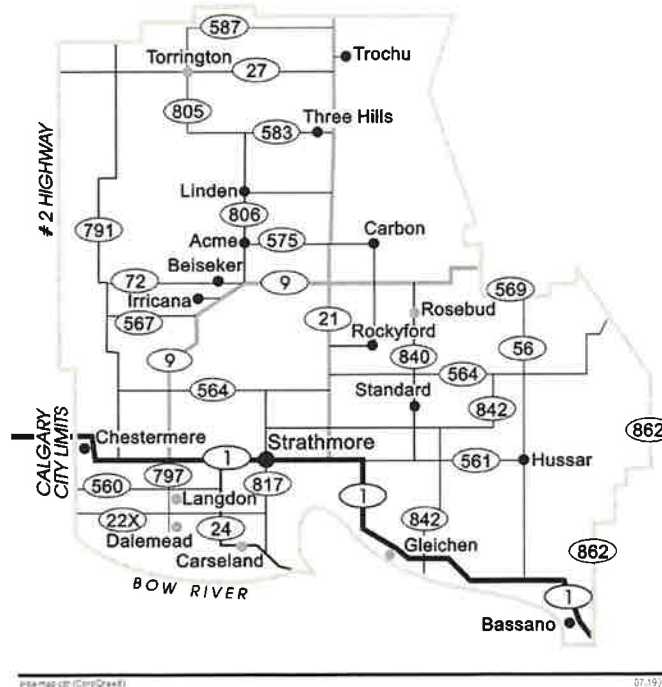 587
Torrington
27
Trochu
805
Three Hills
583
# 2 HIGHWAY
Linden
806
791
Acme
575
Carbon
Beiseker
72
9
569
Irricana
Rosebud
567
21
Rockyford
56
9
840
564
564
Standard
842
862
CALGARY
CITY LIMITS
Chestermere
Strathmore
1
561
Hussar
797
817
560
Langdon
1
22X
24
842
Dalemead
Gleichen
862
Carseland
BOW RIVER
1
Bassano